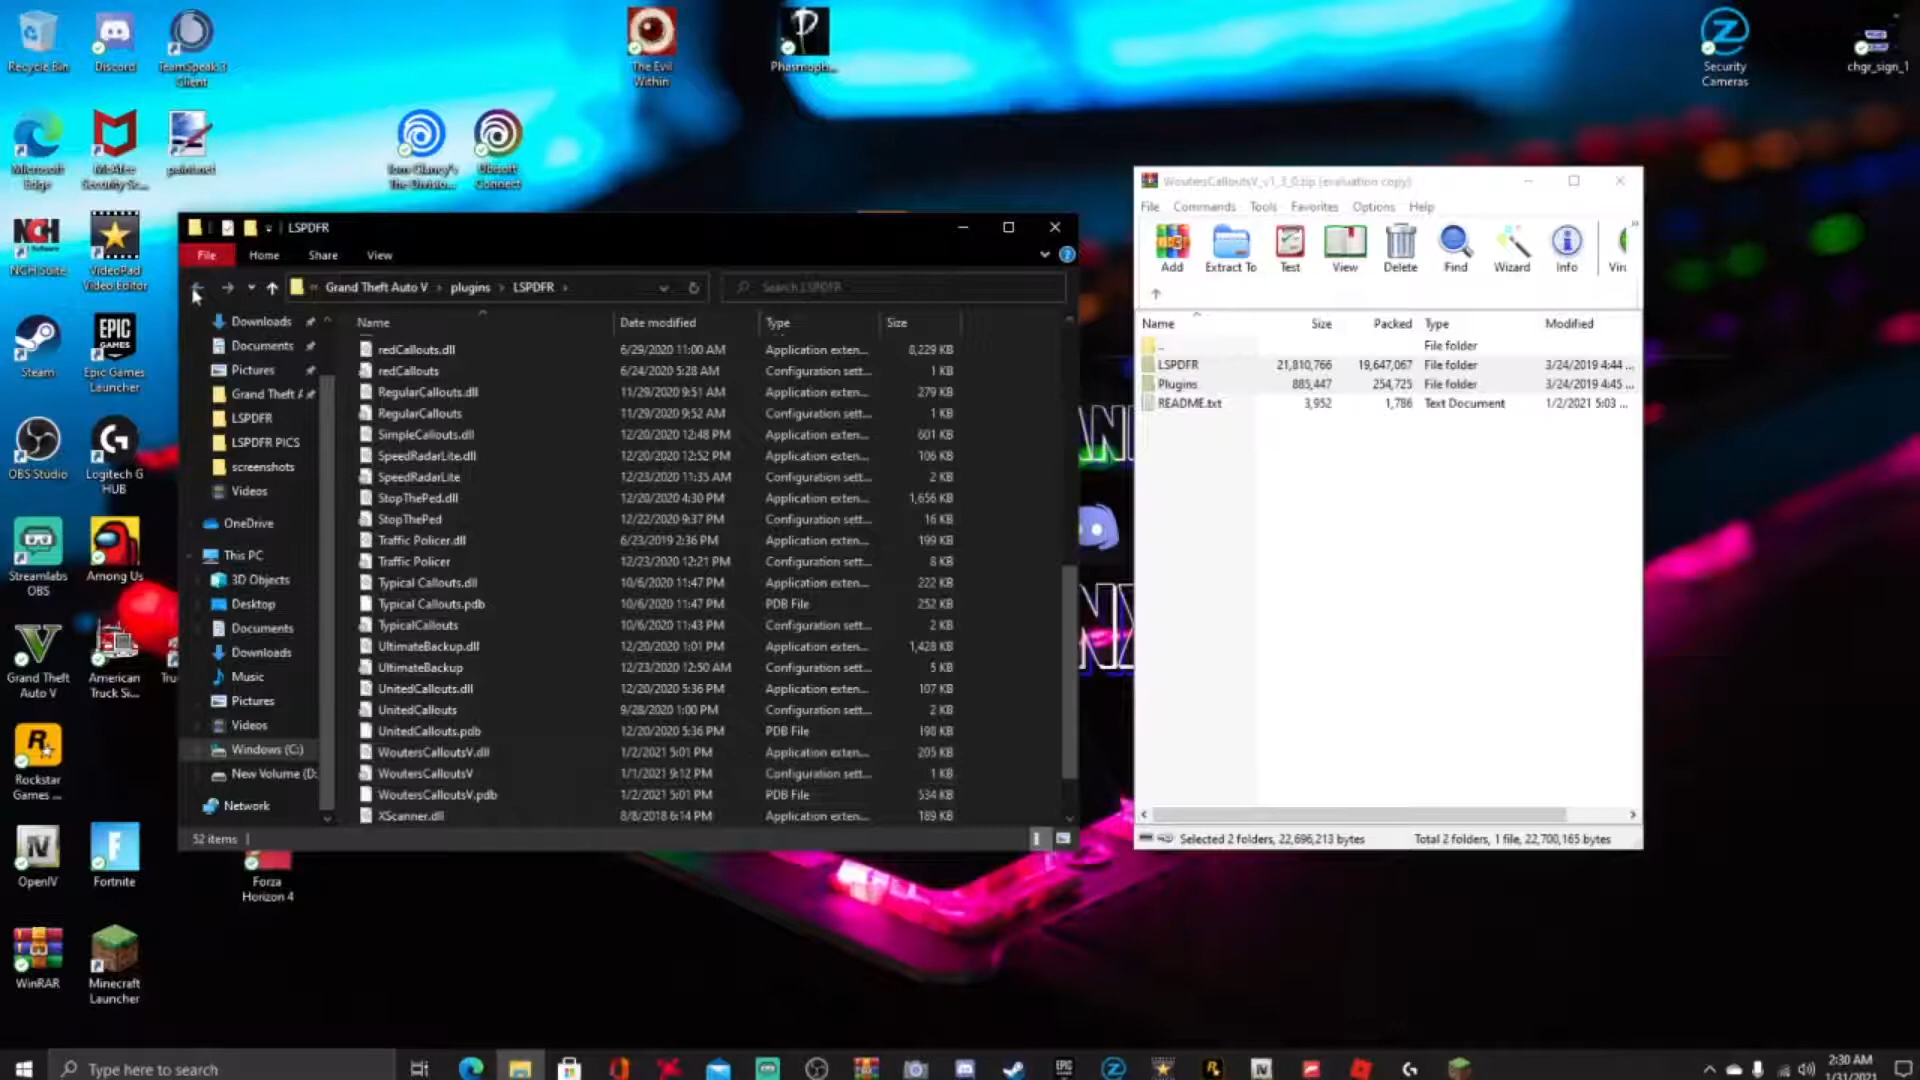 Recycle Bin
Discord
TeamSpeak 3
Client
The Evil
Within
Phasmoph...
Security
Cameras
chgr_sign_1
Microsoft
Edge
McAfee
Security Sc...
paint.net
Tom Clancy's
The Division...
Ubisoft
Connect
NCH Suite
VideoPad
Video Editor
Steam
Epic Games
Launcher
OBS Studio
Logitech G
HUB
Streamlabs
OBS
Among Us
Grand Theft
Auto V
American
Truck Si...
Rockstar
Games ...
OpenIV
Fortnite
Forza
Horizon 4
WinRAR
Minecraft
Launcher
LSPDFR
File
Home
Share
View
Grand Theft Auto V › plugins › LSPDFR ›
Search LSPDFR
Downloads
Documents
Pictures
Grand Theft A
LSPDFR
LSPDFR PICS
screenshots
Videos
OneDrive
This PC
3D Objects
Desktop
Documents
Downloads
Music
Pictures
Videos
Windows (C:)
New Volume (D:
Network
Name Date modified Type Size
redCallouts.dll 6/29/2020 11:00 AM Application exten... 8,229 KB
redCallouts 6/24/2020 5:28 AM Configuration sett... 1 KB
RegularCallouts.dll 11/29/2020 9:51 AM Application exten... 279 KB
RegularCallouts 11/29/2020 9:52 AM Configuration sett... 1 KB
SimpleCallouts.dll 12/20/2020 12:48 PM Application exten... 601 KB
SpeedRadarLite.dll 12/20/2020 12:52 PM Application exten... 106 KB
SpeedRadarLite 12/23/2020 11:35 AM Configuration sett... 2 KB
StopThePed.dll 12/20/2020 4:30 PM Application exten... 1,656 KB
StopThePed 12/22/2020 9:37 PM Configuration sett... 16 KB
Traffic Policer.dll 6/23/2019 2:36 PM Application exten... 199 KB
Traffic Policer 12/23/2020 12:21 PM Configuration sett... 8 KB
Typical Callouts.dll 10/6/2020 11:47 PM Application exten... 222 KB
Typical Callouts.pdb 10/6/2020 11:47 PM PDB File 252 KB
TypicalCallouts 10/6/2020 11:43 PM Configuration sett... 2 KB
UltimateBackup.dll 12/20/2020 1:01 PM Application exten... 1,428 KB
UltimateBackup 12/23/2020 12:50 AM Configuration sett... 5 KB
UnitedCallouts.dll 12/20/2020 5:36 PM Application exten... 107 KB
UnitedCallouts 9/28/2020 1:00 PM Configuration sett... 2 KB
UnitedCallouts.pdb 12/20/2020 5:36 PM PDB File 198 KB
WoutersCalloutsV.dll 1/2/2021 5:01 PM Application exten... 205 KB
WoutersCalloutsV 1/1/2021 9:12 PM Configuration sett... 1 KB
WoutersCalloutsV.pdb 1/2/2021 5:01 PM PDB File 534 KB
XScanner.dll 8/8/2018 6:14 PM Application exten... 189 KB
52 items
WoutersCalloutsV_v1_3_0.zip (evaluation copy)
File Commands Tools Favorites Options Help
Add Extract To Test View Delete Find Wizard Info Vir
Name Size Packed Type Modified
.. File folder
LSPDFR 21,810,766 19,647,067 File folder 3/24/2019 4:44 ...
Plugins 885,447 254,725 File folder 3/24/2019 4:45 ...
README.txt 3,952 1,786 Text Document 1/2/2021 5:03 ...
Selected 2 folders, 22,696,213 bytes
Total 2 folders, 1 file, 22,700,165 bytes
Type here to search
2:30 AM
1/31/2021